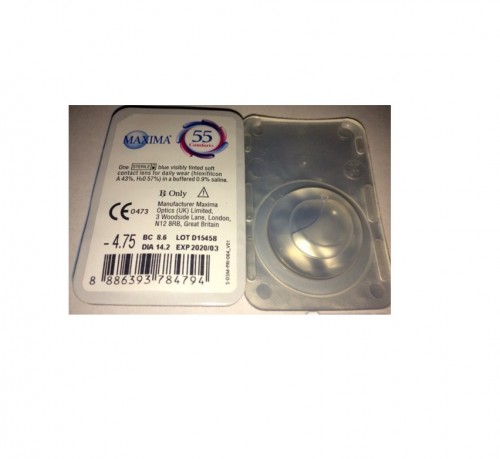 MAXIMA® 55
Comfort+
One STERILE blue visibly tinted soft
contact lens for daily wear (hioxifilcon
A 43%, H₂0 57%) in a buffered 0.9% saline.
℞ Only
Manufacturer Maxima
CE 0473 Optics (UK) Limited,
3 Woodside Lane, London,
N12 8RB, Great Britain
- 4.75 BC 8.6 LOT D15458
DIA 14.2 EXP 2020/03
8 886393 784794